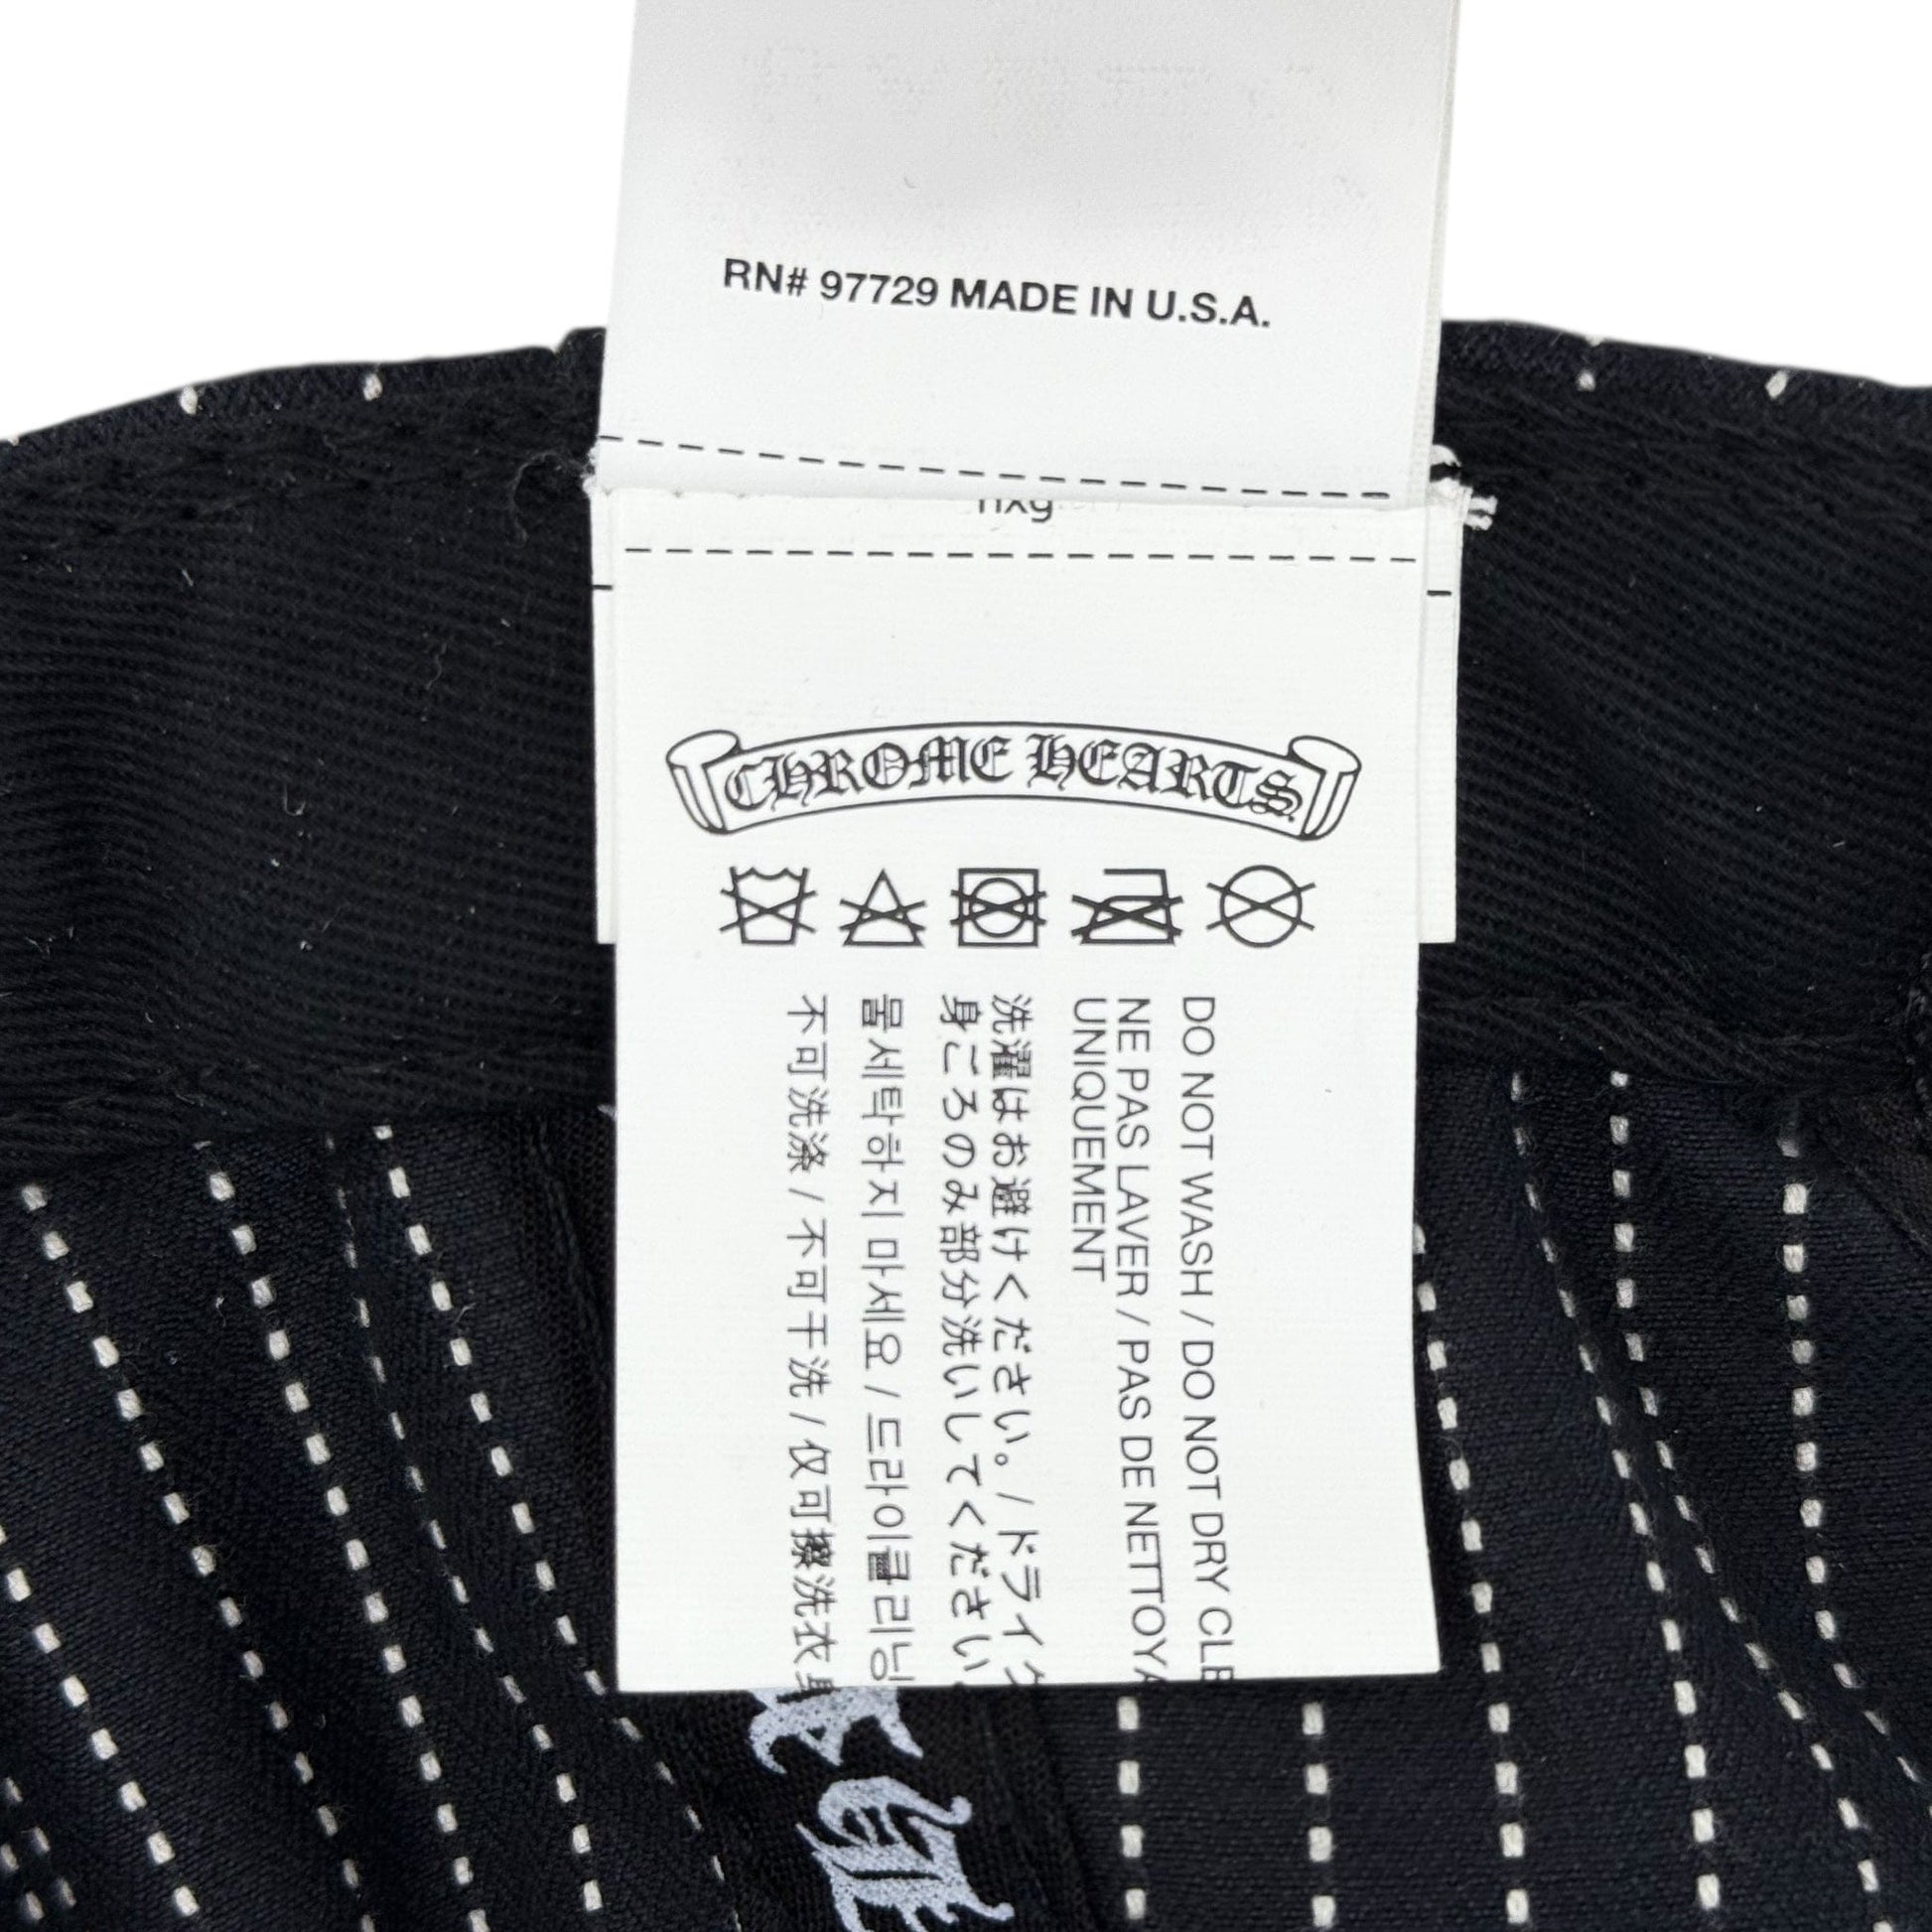 RN# 97729 MADE IN U.S.A.
CHROME HEARTS
DO NOT WASH / DO NOT DRY CLE
NE PAS LAVER / PAS DE NETTOYA
UNIQUEMENT
洗濯はお避けください。/ ドライク
身ごろのみ部分洗いしてください
물세탁하지 마세요 / 드라이클리닝
不可洗涤 / 不可干洗 / 仅可擦洗衣身